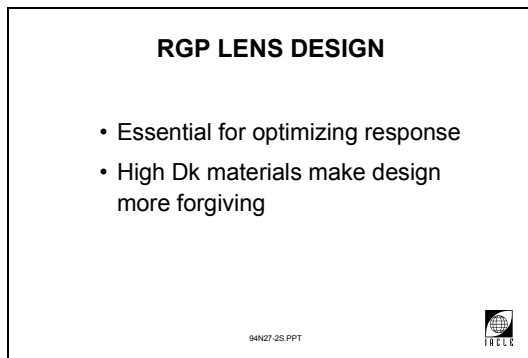 RGP LENS DESIGN
• Essential for optimizing response
• High Dk materials make design
more forgiving
94N27-2S.PPT
IACLE